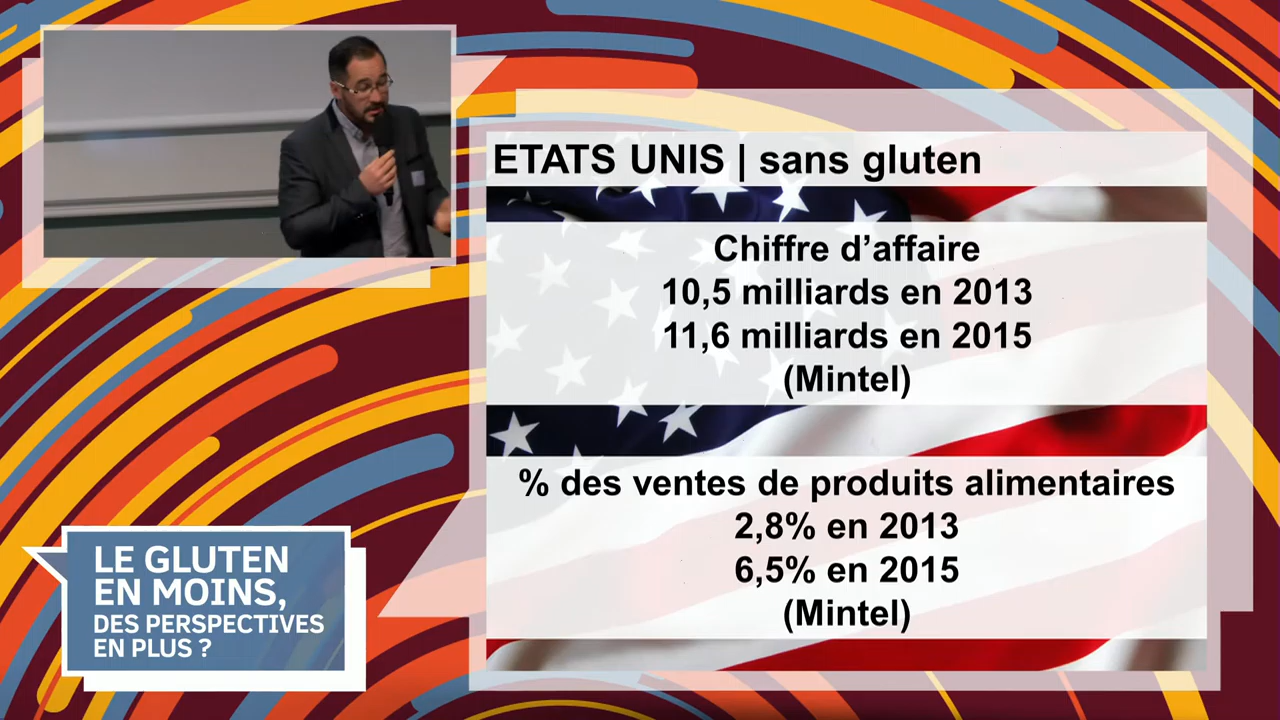 ETATS UNIS | sans gluten
Chiffre d’affaire
10,5 milliards en 2013
11,6 milliards en 2015
(Mintel)
% des ventes de produits alimentaires
2,8% en 2013
6,5% en 2015
(Mintel)
LE GLUTEN
EN MOINS,
DES PERSPECTIVES
EN PLUS ?